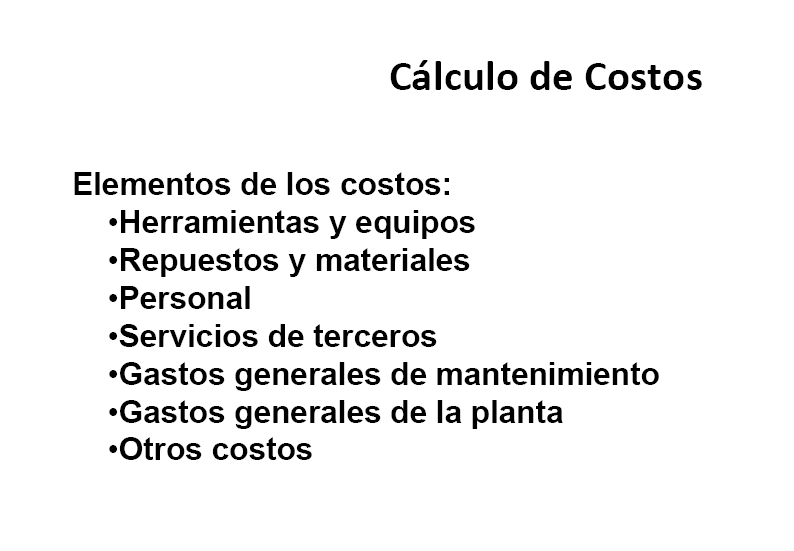 Cálculo de Costos
Elementos de los costos:
•Herramientas y equipos
•Repuestos y materiales
•Personal
•Servicios de terceros
•Gastos generales de mantenimiento
•Gastos generales de la planta
•Otros costos